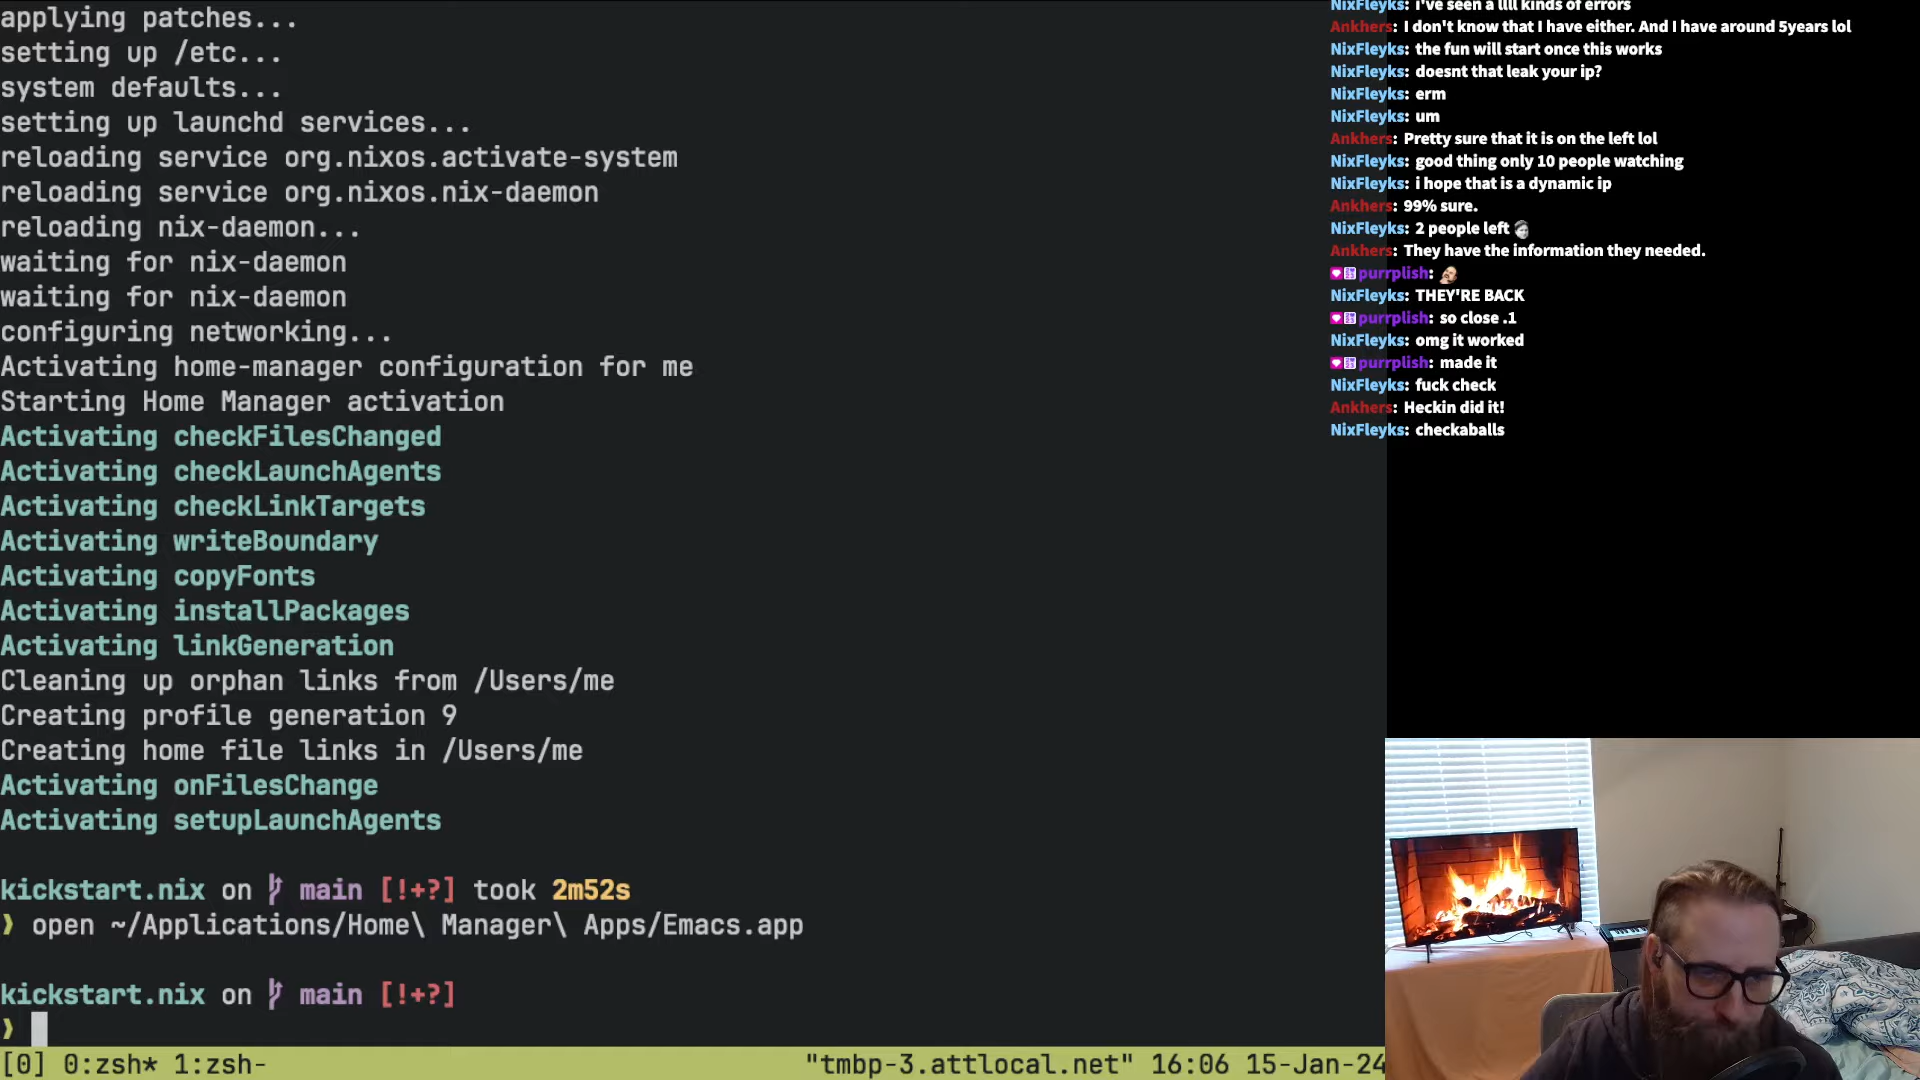 applying patches...
setting up /etc...
system defaults...
setting up launchd services...
reloading service org.nixos.activate-system
reloading service org.nixos.nix-daemon
reloading nix-daemon...
waiting for nix-daemon
waiting for nix-daemon
configuring networking...
Activating home-manager configuration for me
Starting Home Manager activation
Activating checkFilesChanged
Activating checkLaunchAgents
Activating checkLinkTargets
Activating writeBoundary
Activating copyFonts
Activating installPackages
Activating linkGeneration
Cleaning up orphan links from /Users/me
Creating profile generation 9
Creating home file links in /Users/me
Activating onFilesChange
Activating setupLaunchAgents
kickstart.nix on main [!+?] took 2m52s
❯ open ~/Applications/Home\ Manager\ Apps/Emacs.app
kickstart.nix on main [!+?]
❯
[0] 0:zsh* 1:zsh- "tmbp-3.attlocal.net" 16:06 15-Jan-24
NixFleyks: i've seen a llll kinds of errors
Ankhers: I don't know that I have either. And I have around 5years lol
NixFleyks: the fun will start once this works
NixFleyks: doesnt that leak your ip?
NixFleyks: erm
NixFleyks: um
Ankhers: Pretty sure that it is on the left lol
NixFleyks: good thing only 10 people watching
NixFleyks: i hope that is a dynamic ip
Ankhers: 99% sure.
NixFleyks: 2 people left
Ankhers: They have the information they needed.
purrplish:
NixFleyks: THEY'RE BACK
purrplish: so close .1
NixFleyks: omg it worked
purrplish: made it
NixFleyks: fuck check
Ankhers: Heckin did it!
NixFleyks: checkaballs